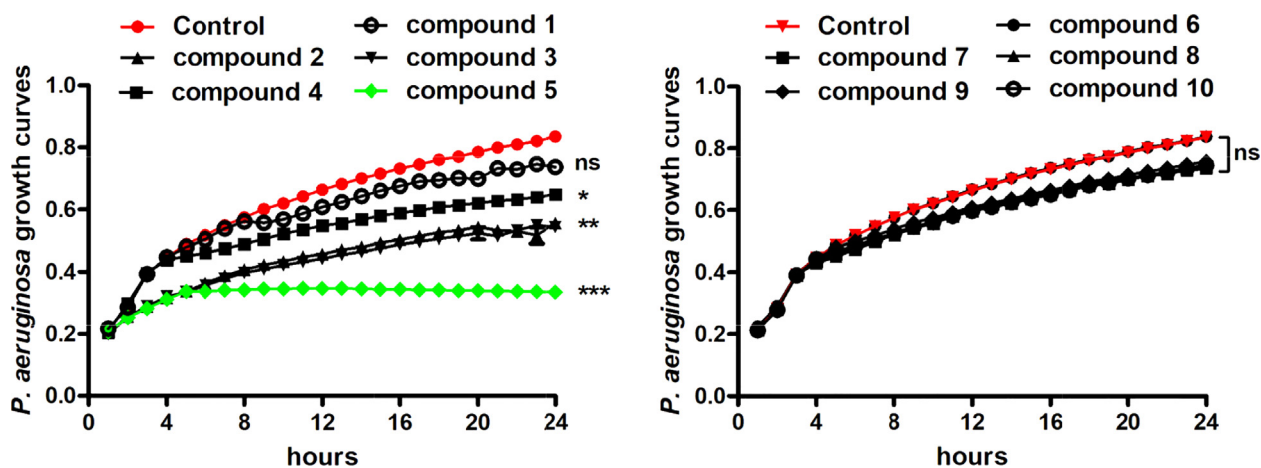 Control
compound 1
compound 2
compound 3
compound 4
compound 5
P. aeruginosa growth curves
1.0
0.8
0.6
0.4
0.2
0.0
ns
*
**
***
0 4 8 12 16 20 24
hours
Control
compound 6
compound 7
compound 8
compound 9
compound 10
P. aeruginosa growth curves
1.0
0.8
0.6
0.4
0.2
0.0
ns
0 4 8 12 16 20 24
hours